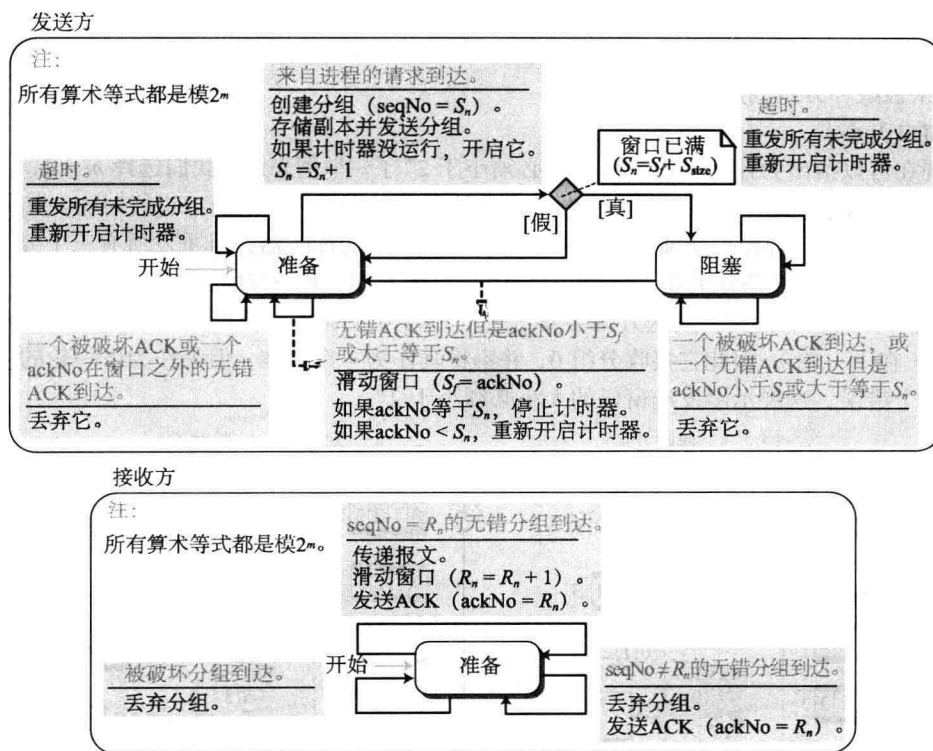 发送方
注：
所有算术等式都是模2ᵐ
来自进程的请求到达。
创建分组（seqNo = Sₙ）。
存储副本并发送分组。
如果计时器没运行，开启它。
Sₙ =Sₙ+ 1
窗口已满
(Sₙ=S_f+ S_size)
超时。
重发所有未完成分组。
重新开启计时器。
超时。
重发所有未完成分组。
重新开启计时器。
[假]
[真]
开始
准备
阻塞
一个被破坏ACK或一个
ackNo在窗口之外的无错
ACK到达。
丢弃它。
无错ACK到达但是ackNo小于S_f
或大于等于Sₙ。
滑动窗口（S_f= ackNo）。
如果ackNo等于Sₙ，停止计时器。
如果ackNo < Sₙ，重新开启计时器。
一个被破坏ACK到达，或
一个无错ACK到达但是
ackNo小于S_f或大于等于Sₙ。
丢弃它。
接收方
注：
所有算术等式都是模2ᵐ。
seqNo = Rₙ的无错分组到达。
传递报文。
滑动窗口（Rₙ = Rₙ + 1）。
发送ACK（ackNo = Rₙ）。
被破坏分组到达。
丢弃分组。
开始
准备
seqNo ≠ Rₙ的无错分组到达。
丢弃分组。
发送ACK（ackNo = Rₙ）